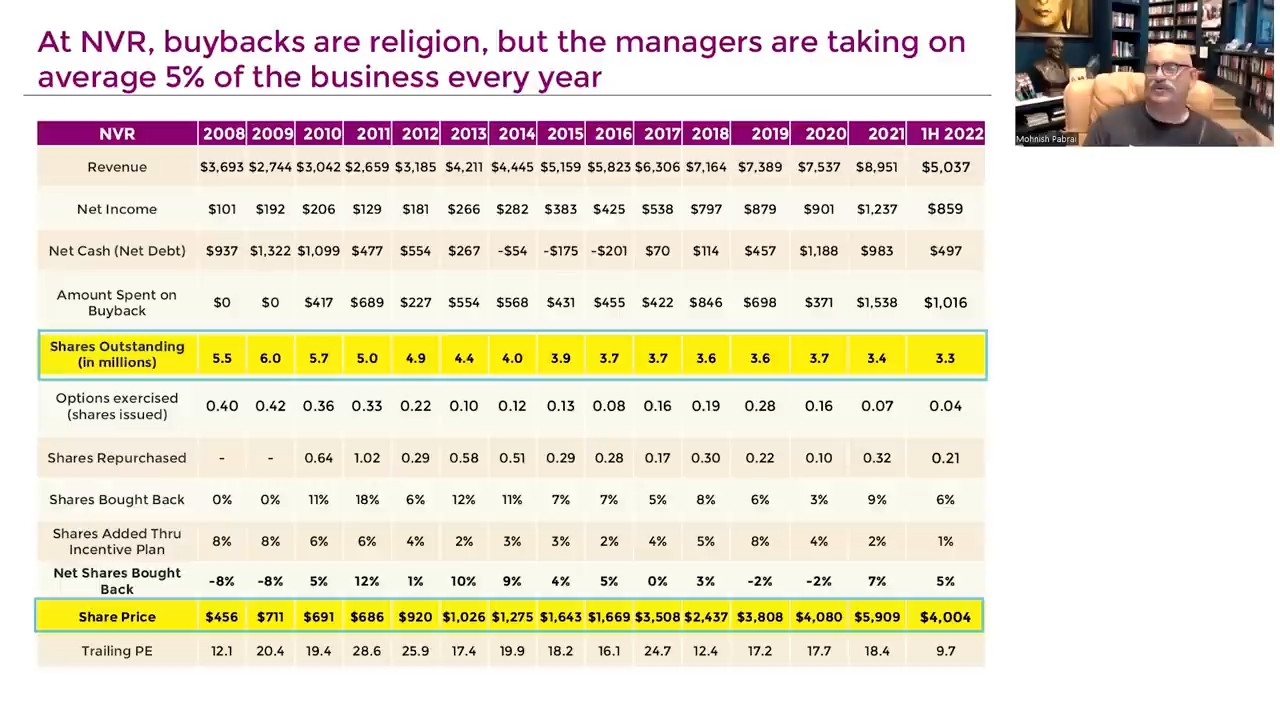 At NVR, buybacks are religion, but the managers are taking on
average 5% of the business every year
NVR 2008 2009 2010 2011 2012 2013 2014 2015 2016 2017 2018 2019 2020 2021 1H 2022
Revenue $3,693 $2,744 $3,042 $2,659 $3,185 $4,211 $4,445 $5,159 $5,823 $6,306 $7,164 $7,389 $7,537 $8,951 $5,037
Net Income $101 $192 $206 $129 $181 $266 $282 $383 $425 $538 $797 $879 $901 $1,237 $859
Net Cash (Net Debt) $937 $1,322 $1,099 $477 $554 $267 -$54 -$175 -$201 $70 $114 $457 $1,188 $983 $497
Amount Spent on
Buyback $0 $0 $417 $689 $227 $554 $568 $431 $455 $422 $846 $698 $371 $1,538 $1,016
Shares Outstanding
(in millions) 5.5 6.0 5.7 5.0 4.9 4.4 4.0 3.9 3.7 3.7 3.6 3.6 3.7 3.4 3.3
Options exercised
(shares issued) 0.40 0.42 0.36 0.33 0.22 0.10 0.12 0.13 0.08 0.16 0.19 0.28 0.16 0.07 0.04
Shares Repurchased - - 0.64 1.02 0.29 0.58 0.51 0.29 0.28 0.17 0.30 0.22 0.10 0.32 0.21
Shares Bought Back 0% 0% 11% 18% 6% 12% 11% 7% 7% 5% 8% 6% 3% 9% 6%
Shares Added Thru
Incentive Plan 8% 8% 6% 6% 4% 2% 3% 3% 2% 4% 5% 8% 4% 2% 1%
Net Shares Bought
Back -8% -8% 5% 12% 1% 10% 9% 4% 5% 0% 3% -2% -2% 7% 5%
Share Price $456 $711 $691 $686 $920 $1,026 $1,275 $1,643 $1,669 $3,508 $2,437 $3,808 $4,080 $5,909 $4,004
Trailing PE 12.1 20.4 19.4 28.6 25.9 17.4 19.9 18.2 16.1 24.7 12.4 17.2 17.7 18.4 9.7
Mohnish Pabrai